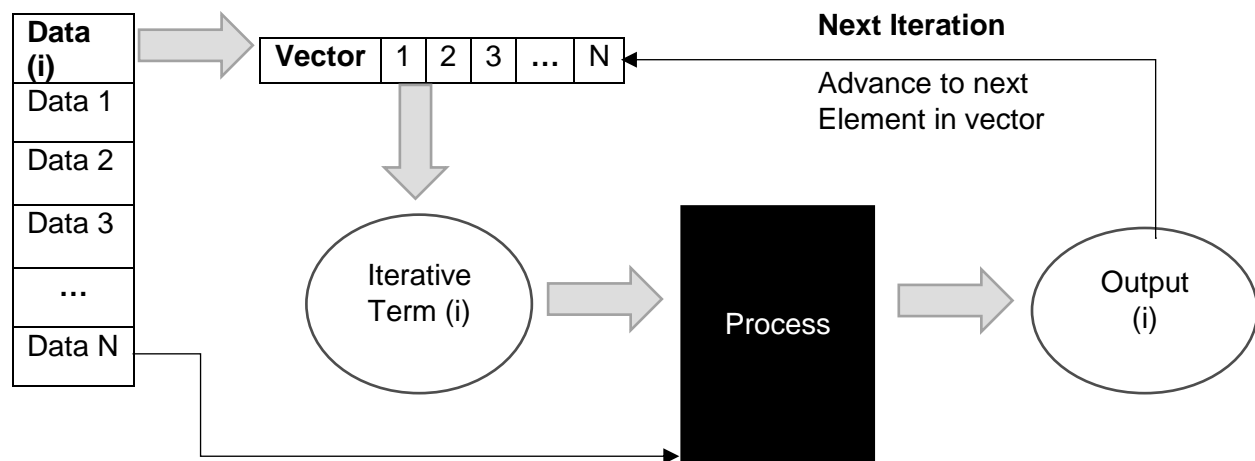 Data
(i)
Data 1
Data 2
Data 3
...
Data N
Vector 1 2 3 ... N
Next Iteration
Advance to next
Element in vector
Iterative
Term (i)
Process
Output
(i)